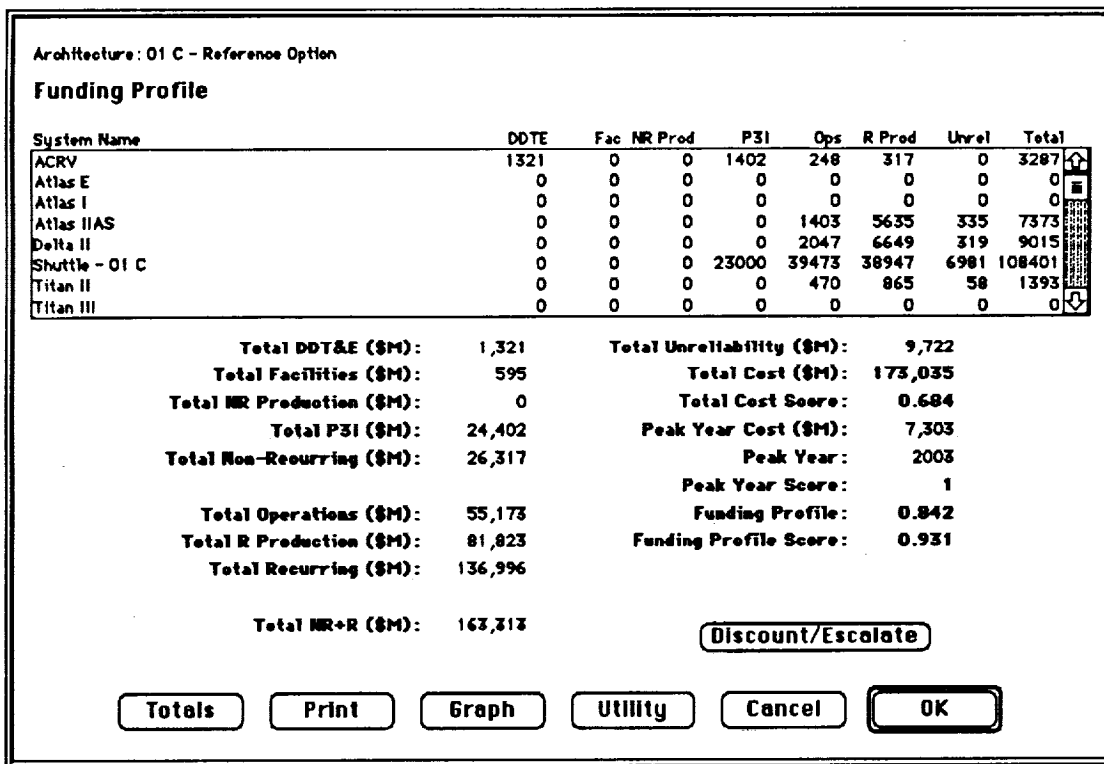 Architecture: 01 C - Reference Option
Funding Profile
System Name DDTE Fac NR Prod P3I Ops R Prod Unrel Total
ACRV 1321 0 0 1402 248 317 0 3287
Atlas E 0 0 0 0 0 0 0 0
Atlas I 0 0 0 0 0 0 0 0
Atlas IIAS 0 0 0 0 1403 5635 335 7373
Delta II 0 0 0 0 2047 6649 319 9015
Shuttle - 01 C 0 0 0 23000 39473 38947 6981 108401
Titan II 0 0 0 0 470 865 58 1393
Titan III 0 0 0 0 0 0 0 0
Total DDT&E ($M): 1,321 Total Unreliability ($M): 9,722
Total Facilities ($M): 595 Total Cost ($M): 173,035
Total NR Production ($M): 0 Total Cost Score: 0.684
Total P3I ($M): 24,402 Peak Year Cost ($M): 7,303
Total Non-Recurring ($M): 26,317 Peak Year: 2003
Peak Year Score: 1
Total Operations ($M): 55,173 Funding Profile: 0.842
Total R Production ($M): 81,823 Funding Profile Score: 0.931
Total Recurring ($M): 136,996
Total NR+R ($M): 163,313
Discount/Escalate
Totals Print Graph Utility Cancel OK